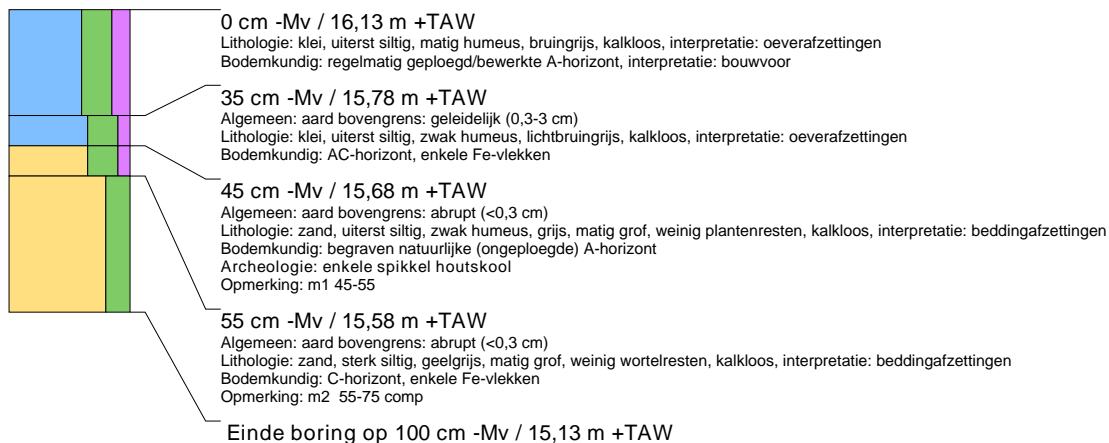 0 cm -Mv / 16,13 m +TAW
Lithologie: klei, uiterst siltig, matig humeus, bruingrijs, kalkloos, interpretatie: oeverafzettingen
Bodemkundig: regelmatig geploegd/bewerkte A-horizont, interpretatie: bouwvoor
35 cm -Mv / 15,78 m +TAW
Algemeen: aard bovengrens: geleidelijk (0,3-3 cm)
Lithologie: klei, uiterst siltig, zwak humeus, lichtbruingrijs, kalkloos, interpretatie: oeverafzettingen
Bodemkundig: AC-horizont, enkele Fe-vlekken
45 cm -Mv / 15,68 m +TAW
Algemeen: aard bovengrens: abrupt (<0,3 cm)
Lithologie: zand, uiterst siltig, zwak humeus, grijs, matig grof, weinig plantenresten, kalkloos, interpretatie: beddingafzettingen
Bodemkundig: begraven natuurlijke (ongeploegde) A-horizont
Archeologie: enkele spikkel houtskool
Opmerking: m1 45-55
55 cm -Mv / 15,58 m +TAW
Algemeen: aard bovengrens: abrupt (<0,3 cm)
Lithologie: zand, sterk siltig, geelgrijs, matig grof, weinig wortelresten, kalkloos, interpretatie: beddingafzettingen
Bodemkundig: C-horizont, enkele Fe-vlekken
Opmerking: m2 55-75 comp
Einde boring op 100 cm -Mv / 15,13 m +TAW